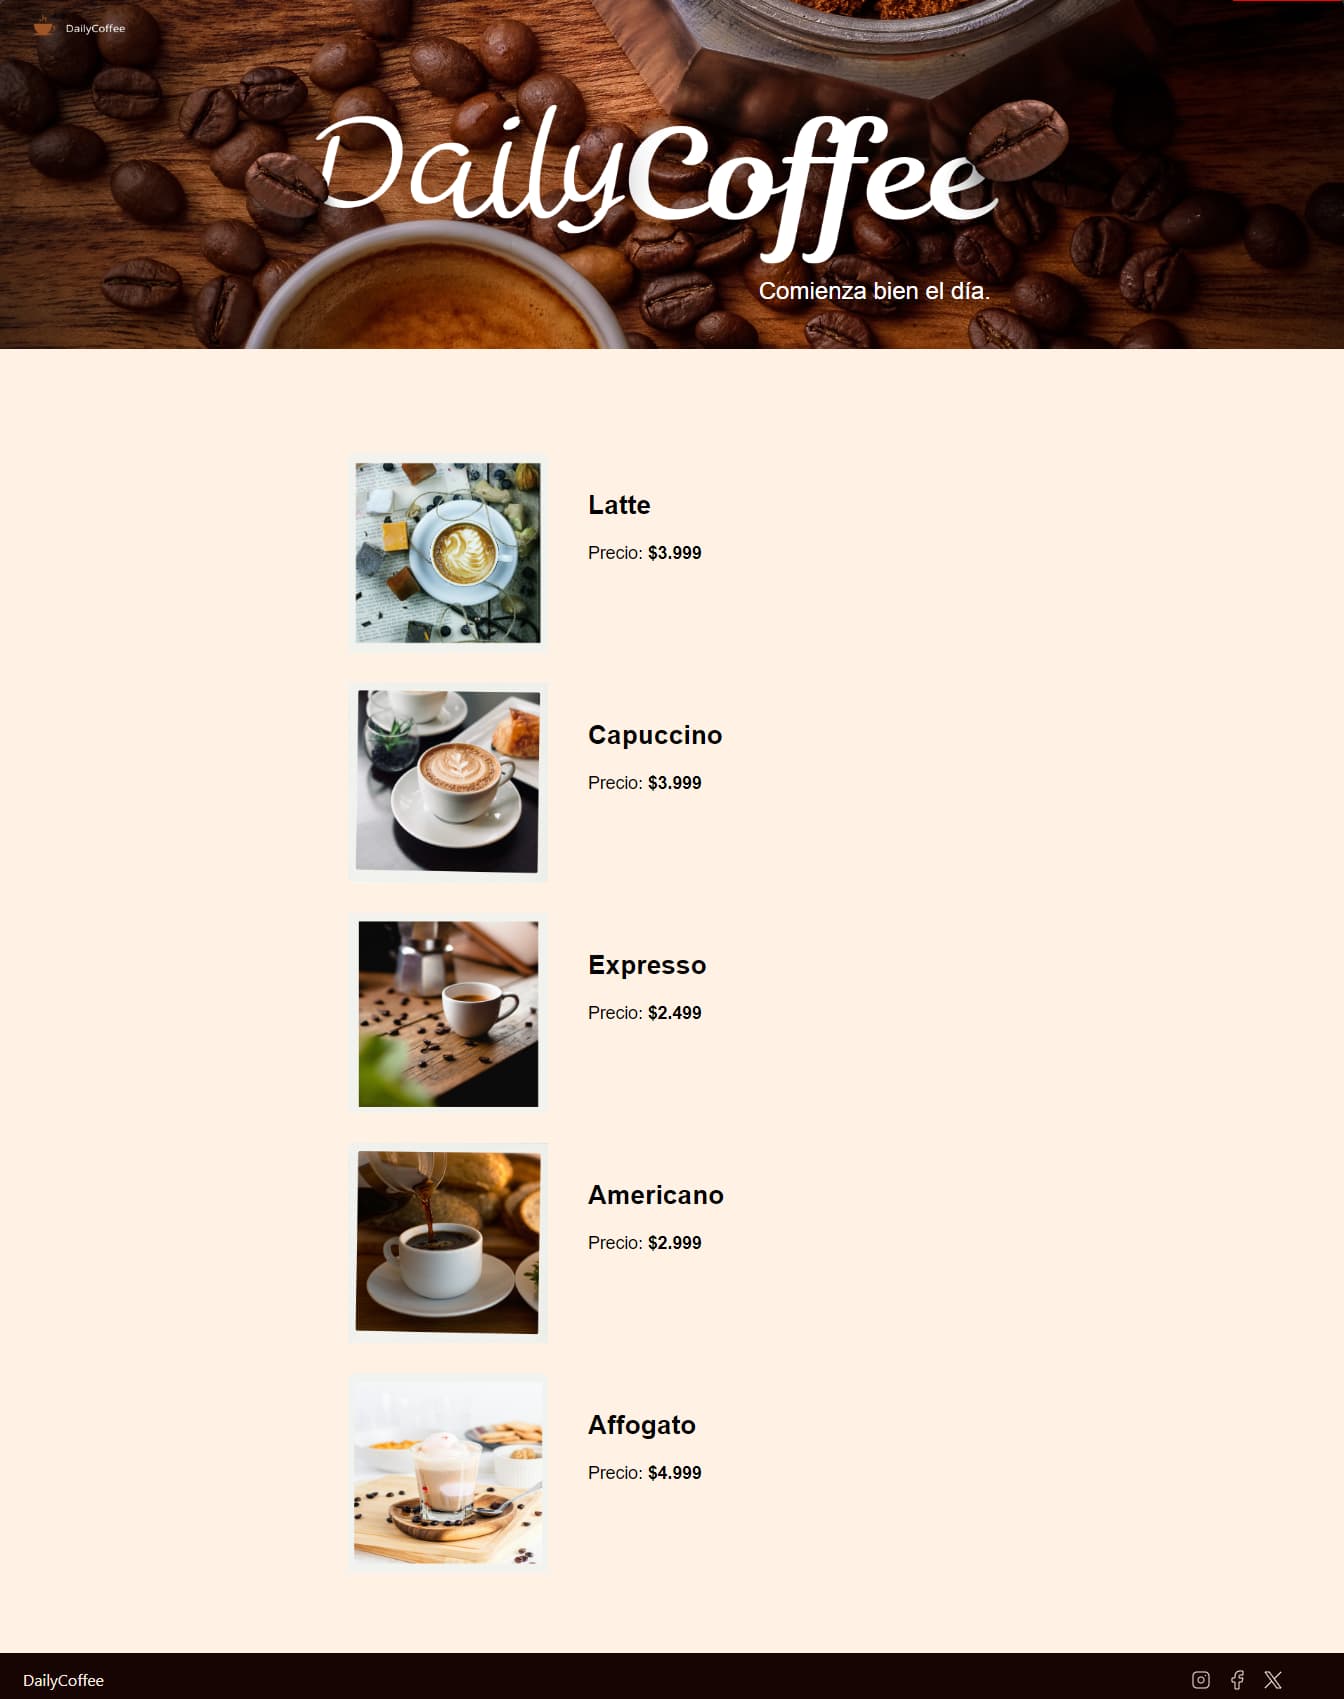 DailyCoffee
DailyCoffee
Comienza bien el día.
Latte
Precio: $3.999
Capuccino
Precio: $3.999
Expresso
Precio: $2.499
Americano
Precio: $2.999
Affogato
Precio: $4.999
DailyCoffee